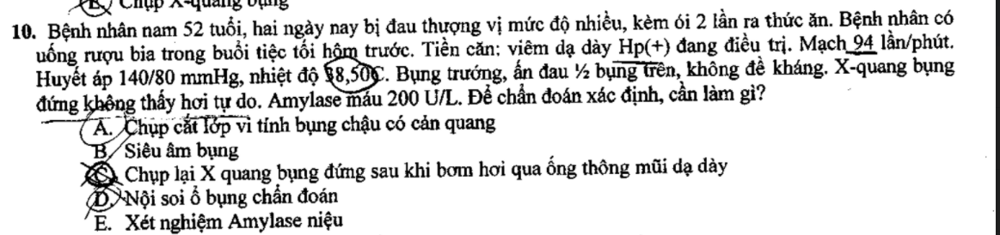 E. Chụp X-quang bụng
10. Bệnh nhân nam 52 tuổi, hai ngày nay bị đau thượng vị mức độ nhiều, kèm ói 2 lần ra thức ăn. Bệnh nhân có
uống rượu bia trong buổi tiệc tối hôm trước. Tiền căn: viêm dạ dày Hp(+) đang điều trị. Mạch 94 lần/phút.
Huyết áp 140/80 mmHg, nhiệt độ 38,50C. Bụng trướng, ấn đau ½ bụng trên, không đề kháng. X-quang bụng
đứng không thấy hơi tự do. Amylase máu 200 U/L. Để chẩn đoán xác định, cần làm gì?
A. Chụp cắt lớp vi tính bụng chậu có cản quang
B. Siêu âm bụng
C. Chụp lại X quang bụng đứng sau khi bơm hơi qua ống thông mũi dạ dày
D. Nội soi ổ bụng chẩn đoán
E. Xét nghiệm Amylase niệu